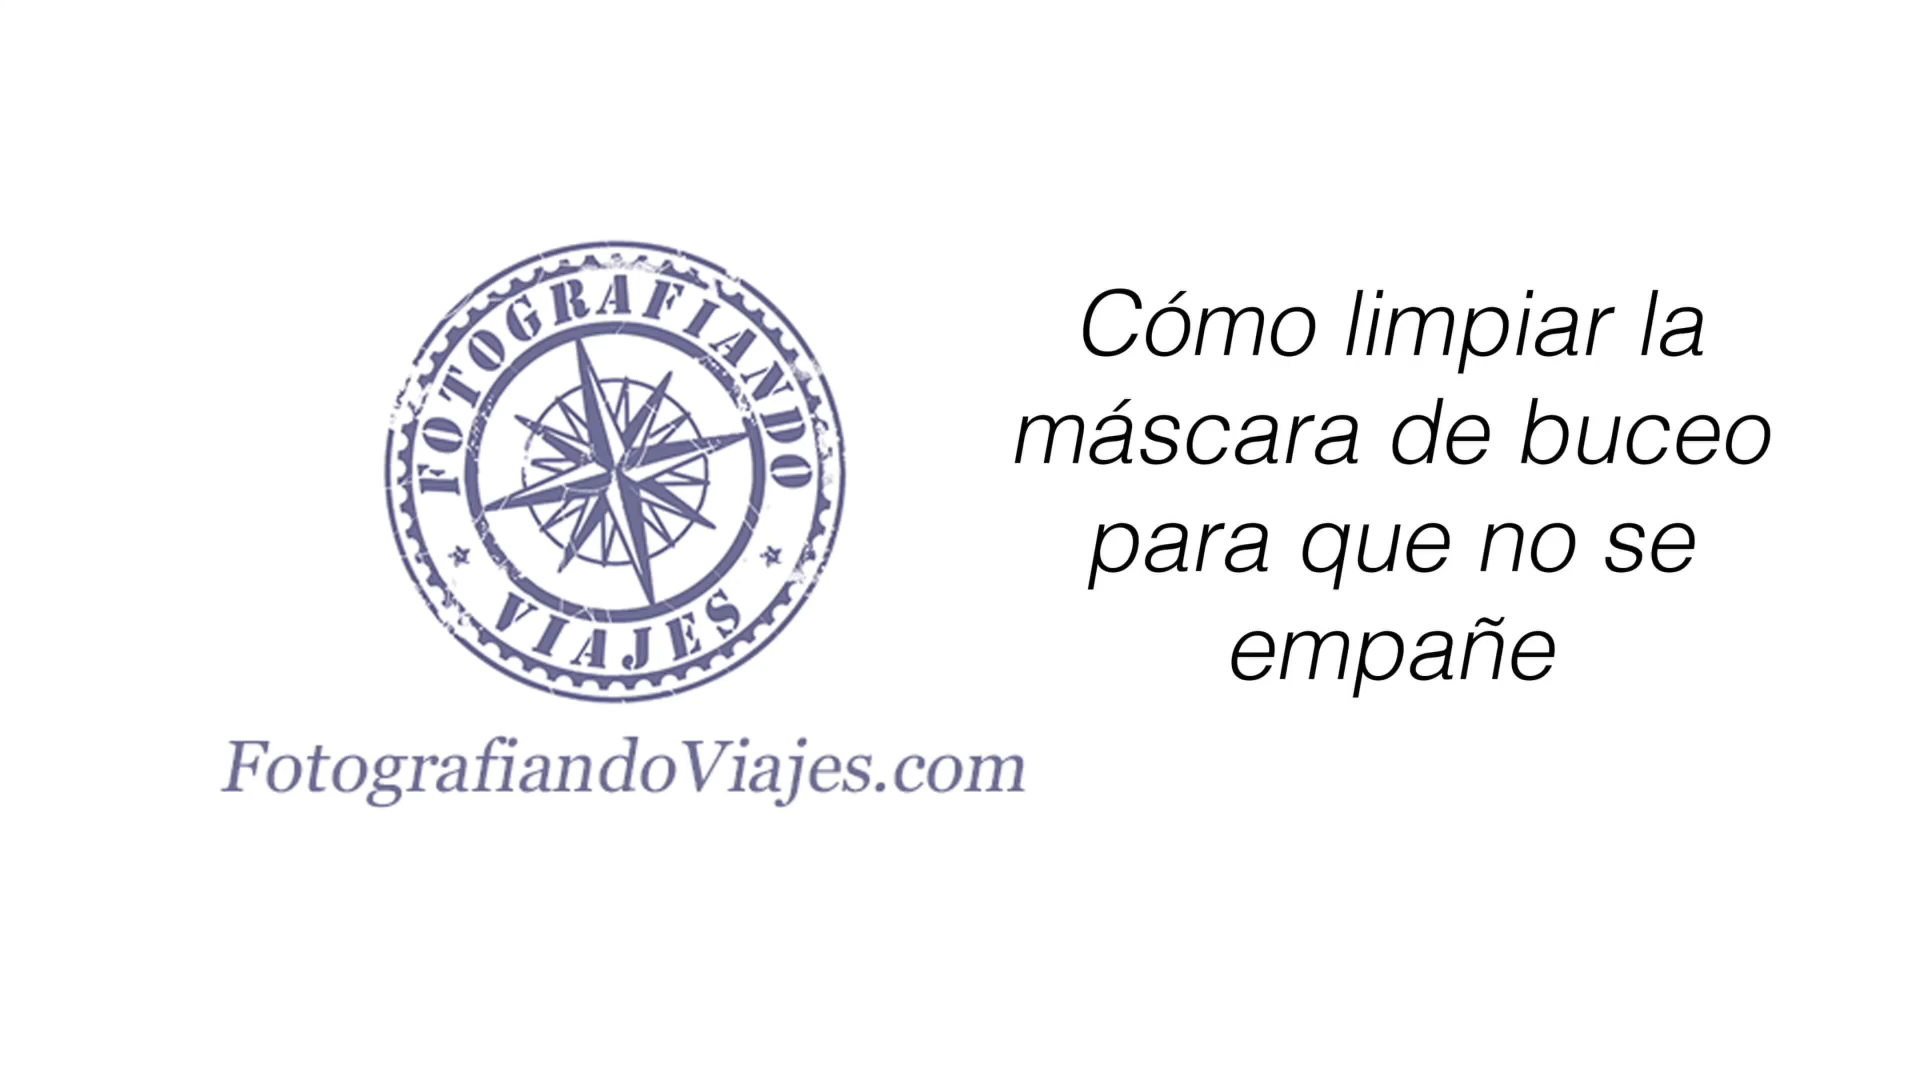 FOTOGRAFIANDO
VIAJES
FotografiandoViajes.com
Cómo limpiar la
máscara de buceo
para que no se
empañe